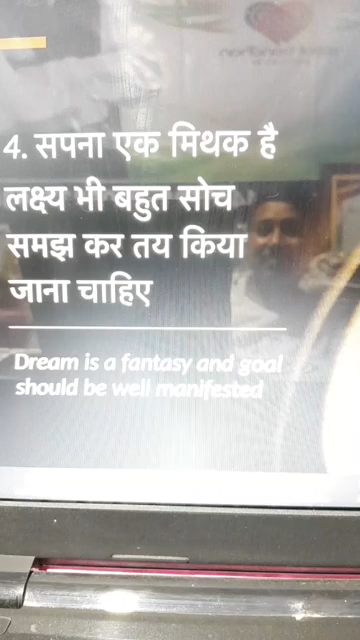 4. सपना एक मिथक है
लक्ष्य भी बहुत सोच
समझ कर तय किया
जाना चाहिए
Dream is a fantasy and goal
should be well manifested